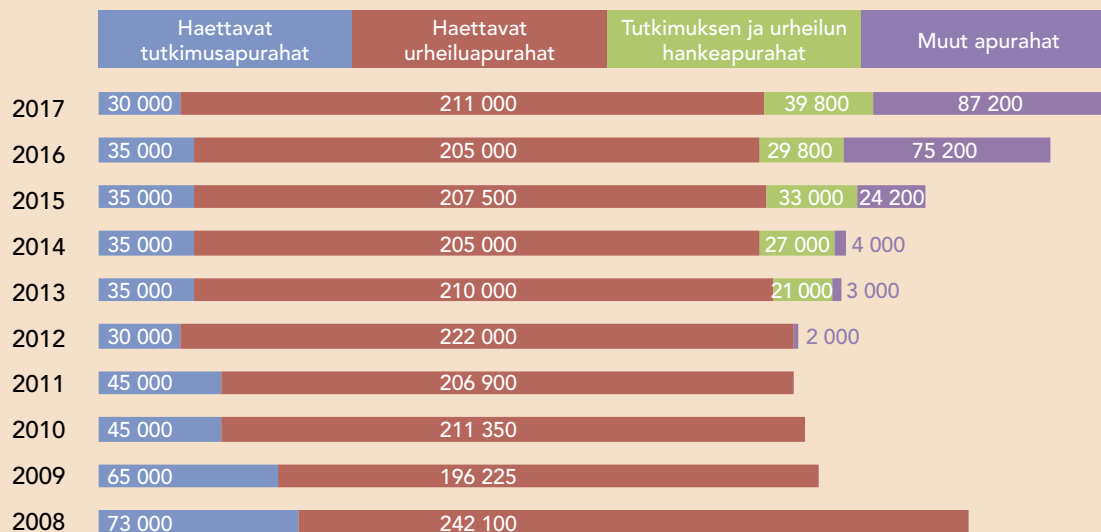 Haettavat
tutkimusapurahat
Haettavat
urheiluapurahat
Tutkimuksen ja urheilun
hankeapurahat
Muut apurahat
2017 30 000 211 000 39 800 87 200
2016 35 000 205 000 29 800 75 200
2015 35 000 207 500 33 000 24 200
2014 35 000 205 000 27 000 4 000
2013 35 000 210 000 21 000 3 000
2012 30 000 222 000 2 000
2011 45 000 206 900
2010 45 000 211 350
2009 65 000 196 225
2008 73 000 242 100